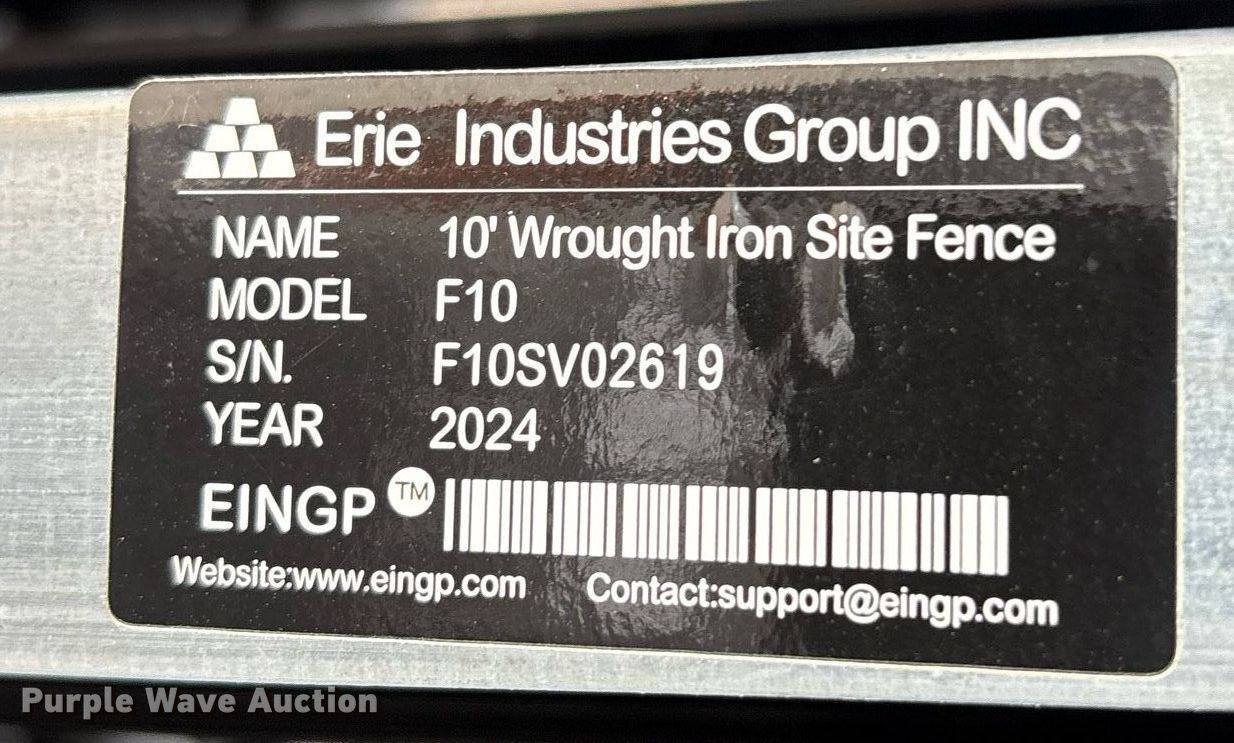 Erie Industries Group INC
NAME 10' Wrought Iron Site Fence
MODEL F10
S/N. F10SV02619
YEAR 2024
EINGP TM
Website:www.eingp.com Contact:support@eingp.com
Purple Wave Auction